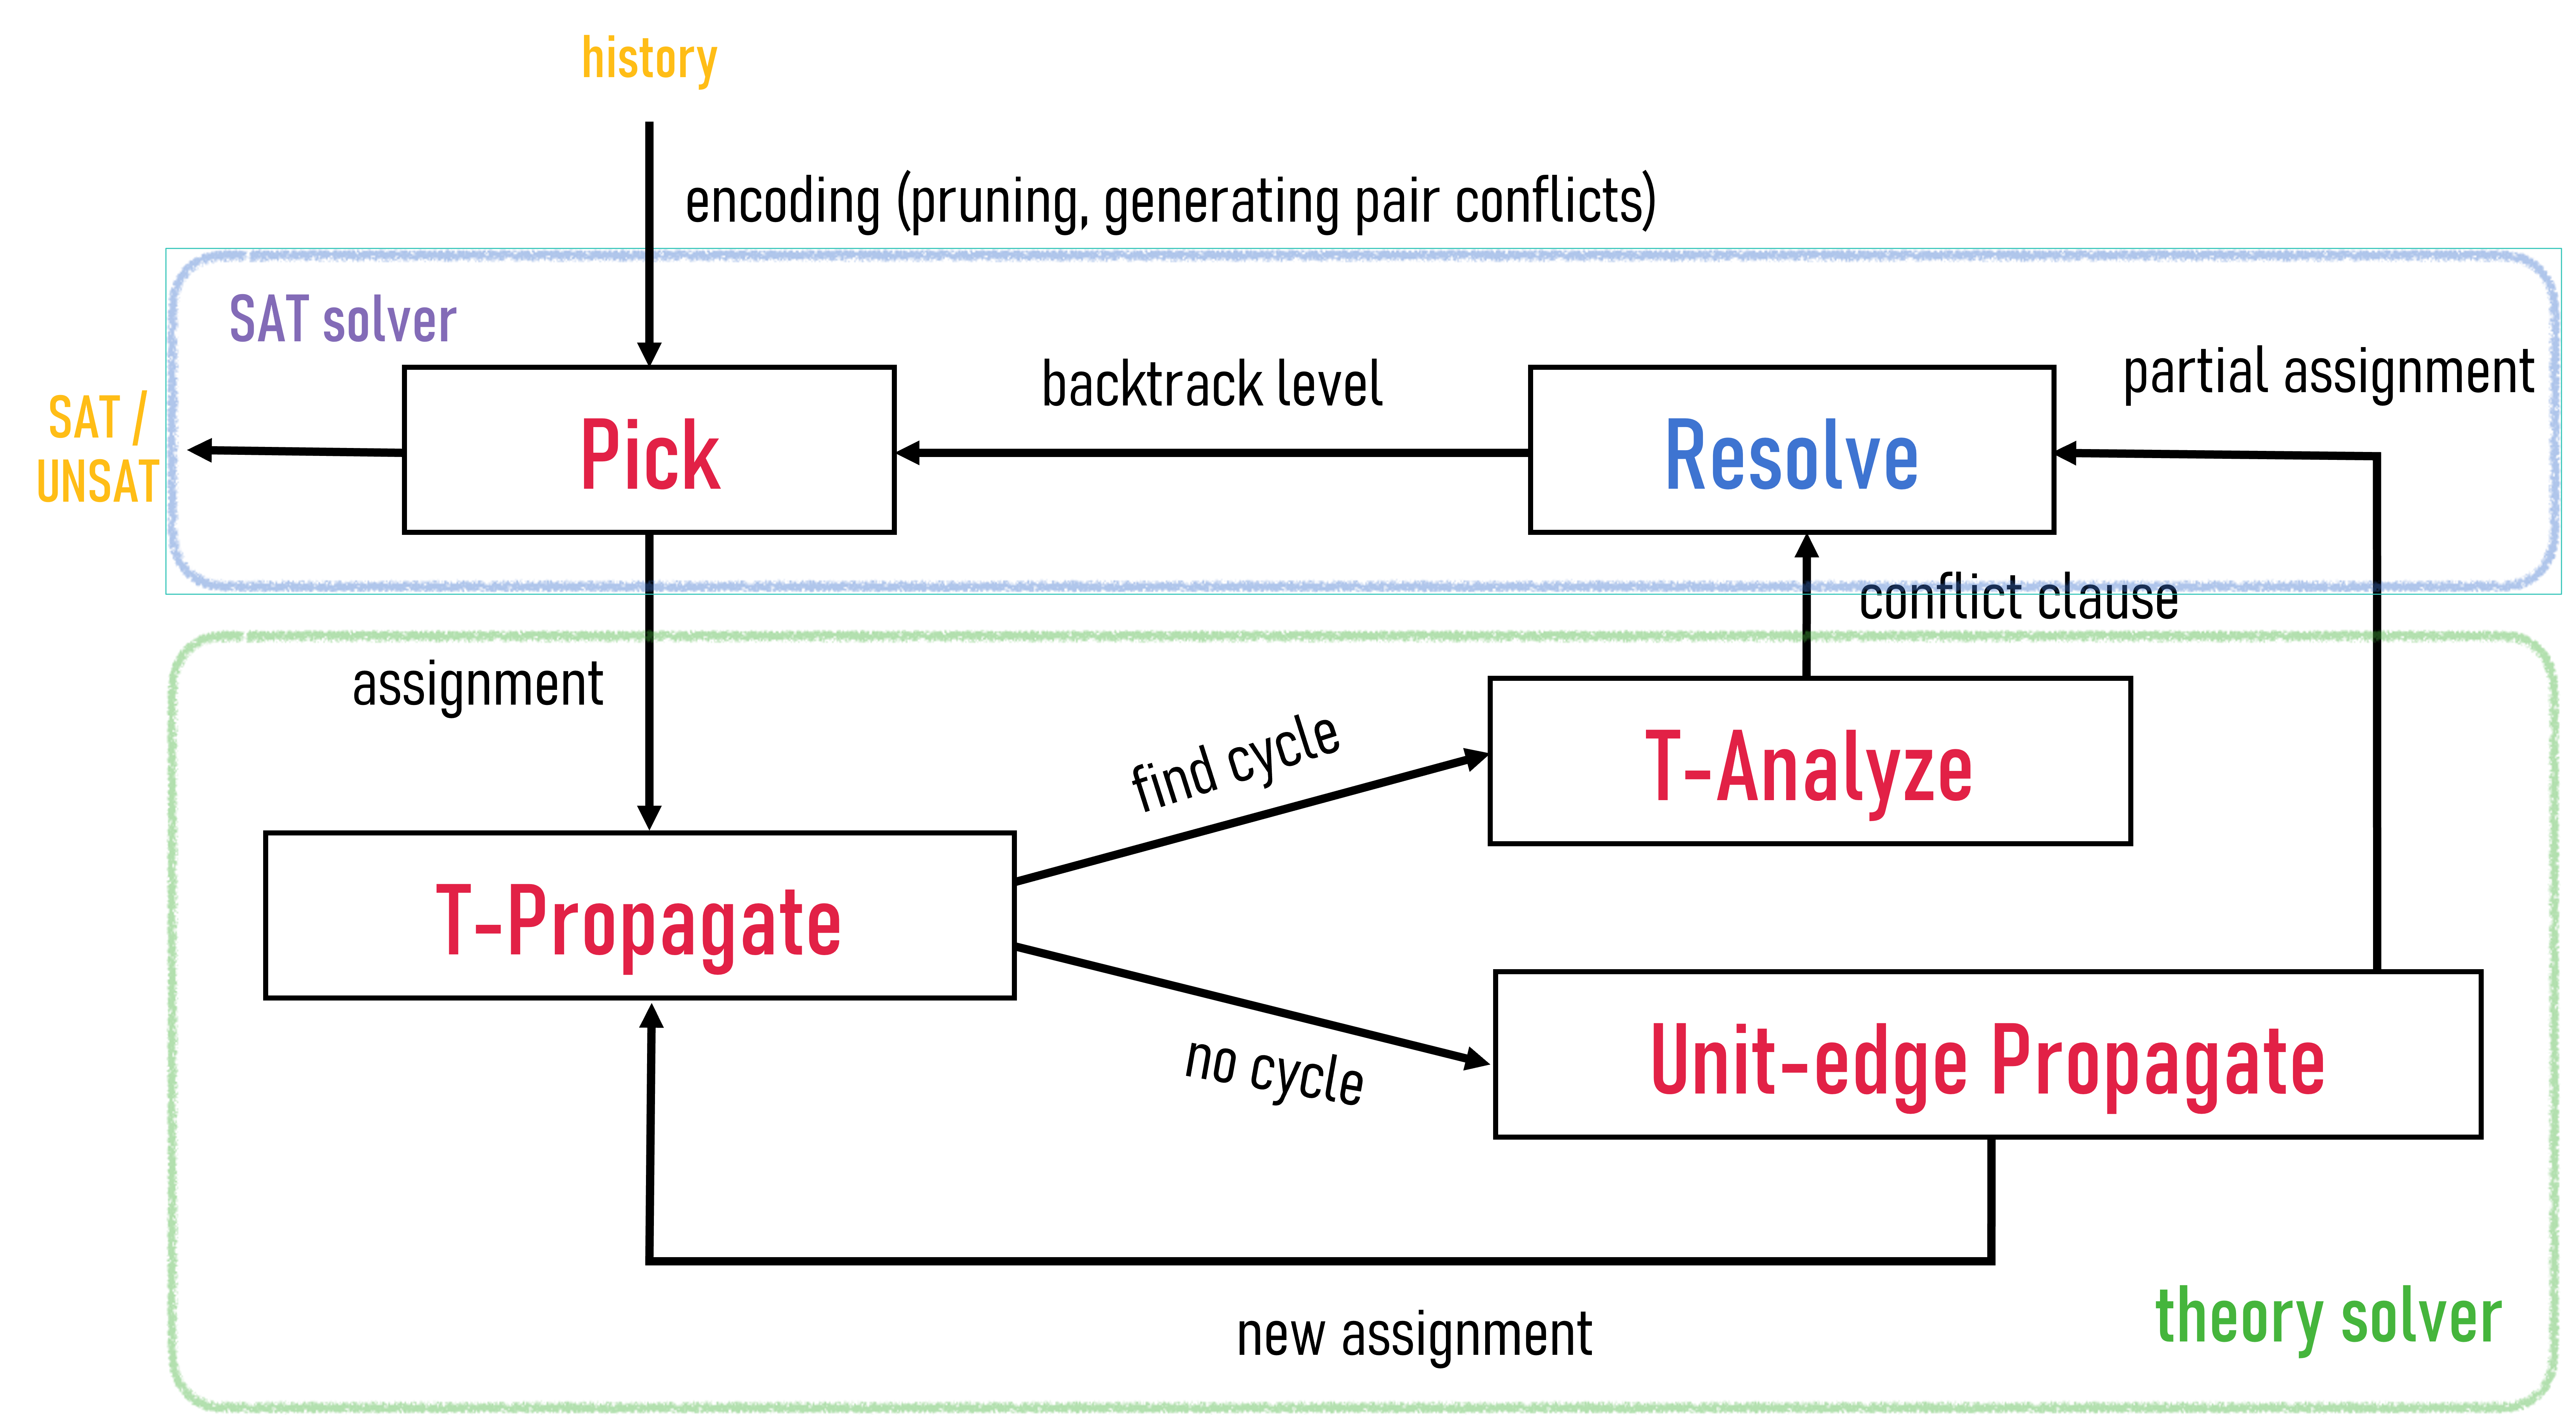 history
encoding (pruning, generating pair conflicts)
SAT solver
SAT /
UNSAT
Pick
backtrack level
Resolve
partial assignment
conflict clause
assignment
find cycle
T-Analyze
T-Propagate
no cycle
Unit-edge Propagate
new assignment
theory solver